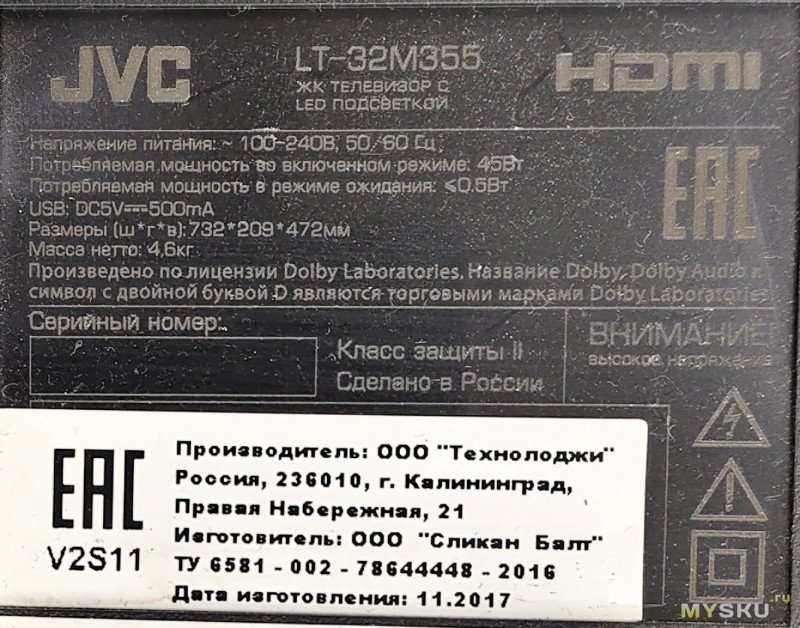 JVC
LT-32M355
ЖК ТЕЛЕВИЗОР С
LED ПОДСВЕТКОЙ
HDMI
Напряжение питания: ~ 100-240В, 50/60 Гц
Потребляемая мощность во включенном режиме: 45Вт
Потребляемая мощность в режиме ожидания: ≤0.5Вт
USB: DC5V⎓500mA
Размеры (ш*г*в):732*209*472мм
Масса нетто: 4,6кг
EAC
Произведено по лицензии Dolby Laboratories. Название Dolby, Dolby Audio и
символ с двойной буквой D являются торговыми марками Dolby Laboratories
Серийный номер:
Класс защиты II
Сделано в России
ВНИМАНИЕ
ВЫСОКОЕ НАПРЯЖЕНИЕ
EAC
V2S11
Производитель: ООО "Технолоджи"
Россия, 236010, г. Калининград,
Правая Набережная, 21
Изготовитель: ООО "Сликан Балт"
ТУ 6581 - 002 - 78644448 - 2016
Дата изготовления: 11.2017
MYSKU.ru